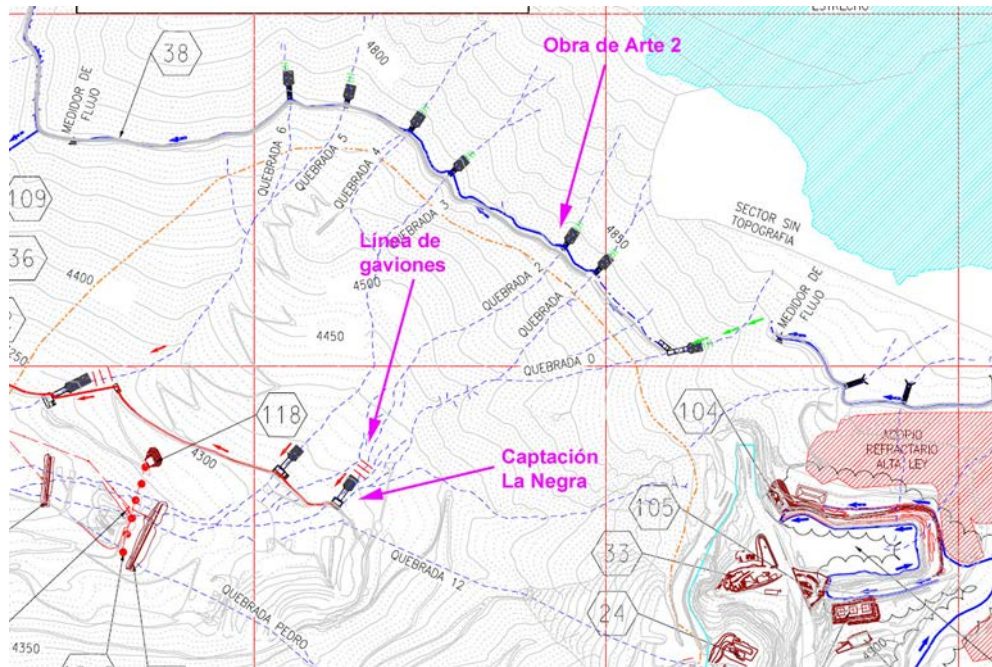 ESTRECHO
38
MEDIDOR DE
FLUJO
4800
Obra de Arte 2
QUEBRADA 6
QUEBRADA 5
QUEBRADA 4
QUEBRADA 3
109
36
4400
Línea de
gaviones
4500
4450
4850
QUEBRADA 2
QUEBRADA 1
SECTOR SIN
TOPOGRAFIA
MEDIDOR DE
FLUJO
QUEBRADA 0
118
4300
104
ACOPIO
REFRACTARIO
ALTA LEY
Captación
La Negra
105
33
24
QUEBRADA 12
QUEBRADA PEDRO
4350
4300